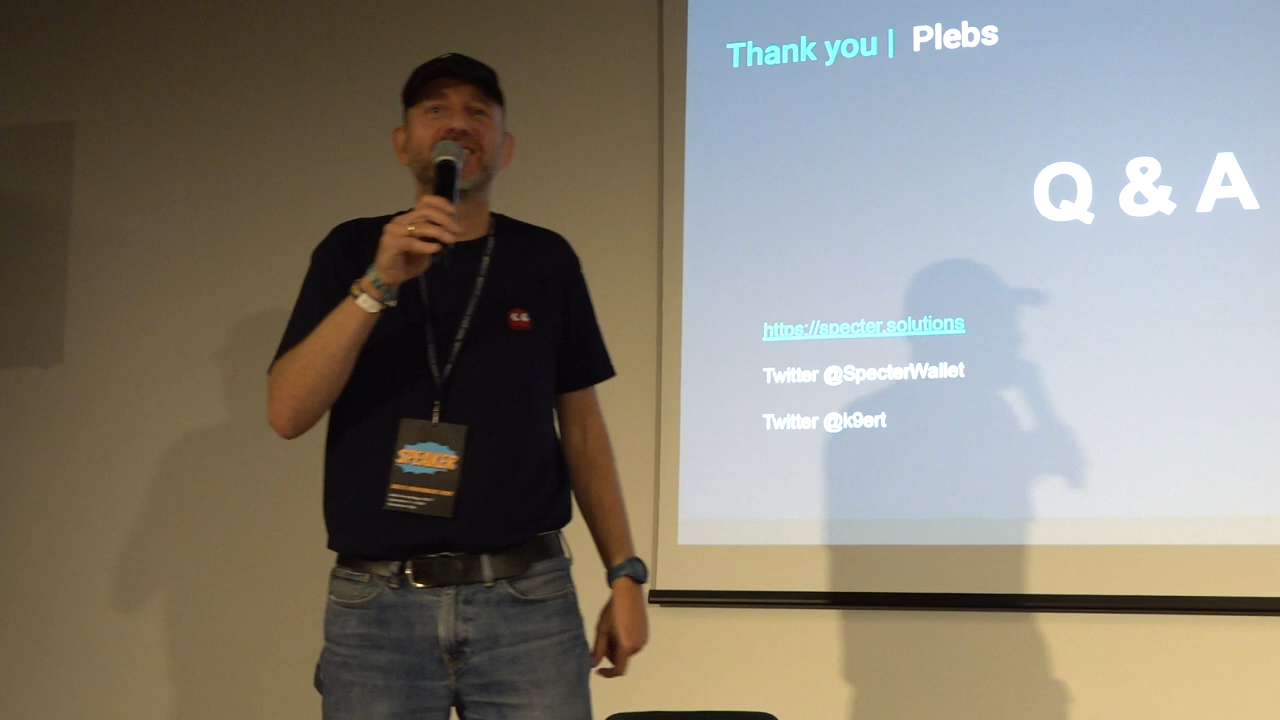 Thank you | Plebs
Q & A
https://specter.solutions
Twitter @SpecterWallet
Twitter @k9ert
SPEAKER